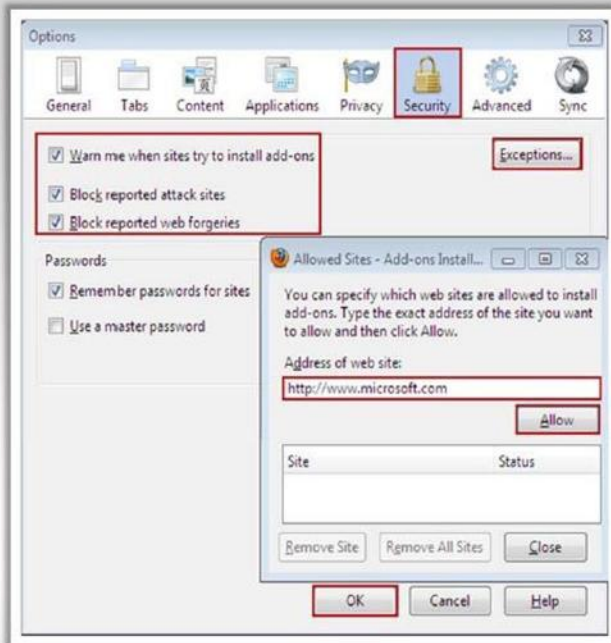 Options
General Tabs Content Applications Privacy Security Advanced Sync
Warn me when sites try to install add-ons
Exceptions...
Block reported attack sites
Block reported web forgeries
Passwords
Remember passwords for sites
Use a master password
Allowed Sites - Add-ons Install...
You can specify which web sites are allowed to install
add-ons. Type the exact address of the site you want
to allow and then click Allow.
Address of web site:
http://www.microsoft.com
Allow
Site Status
Remove Site Remove All Sites Close
OK Cancel Help